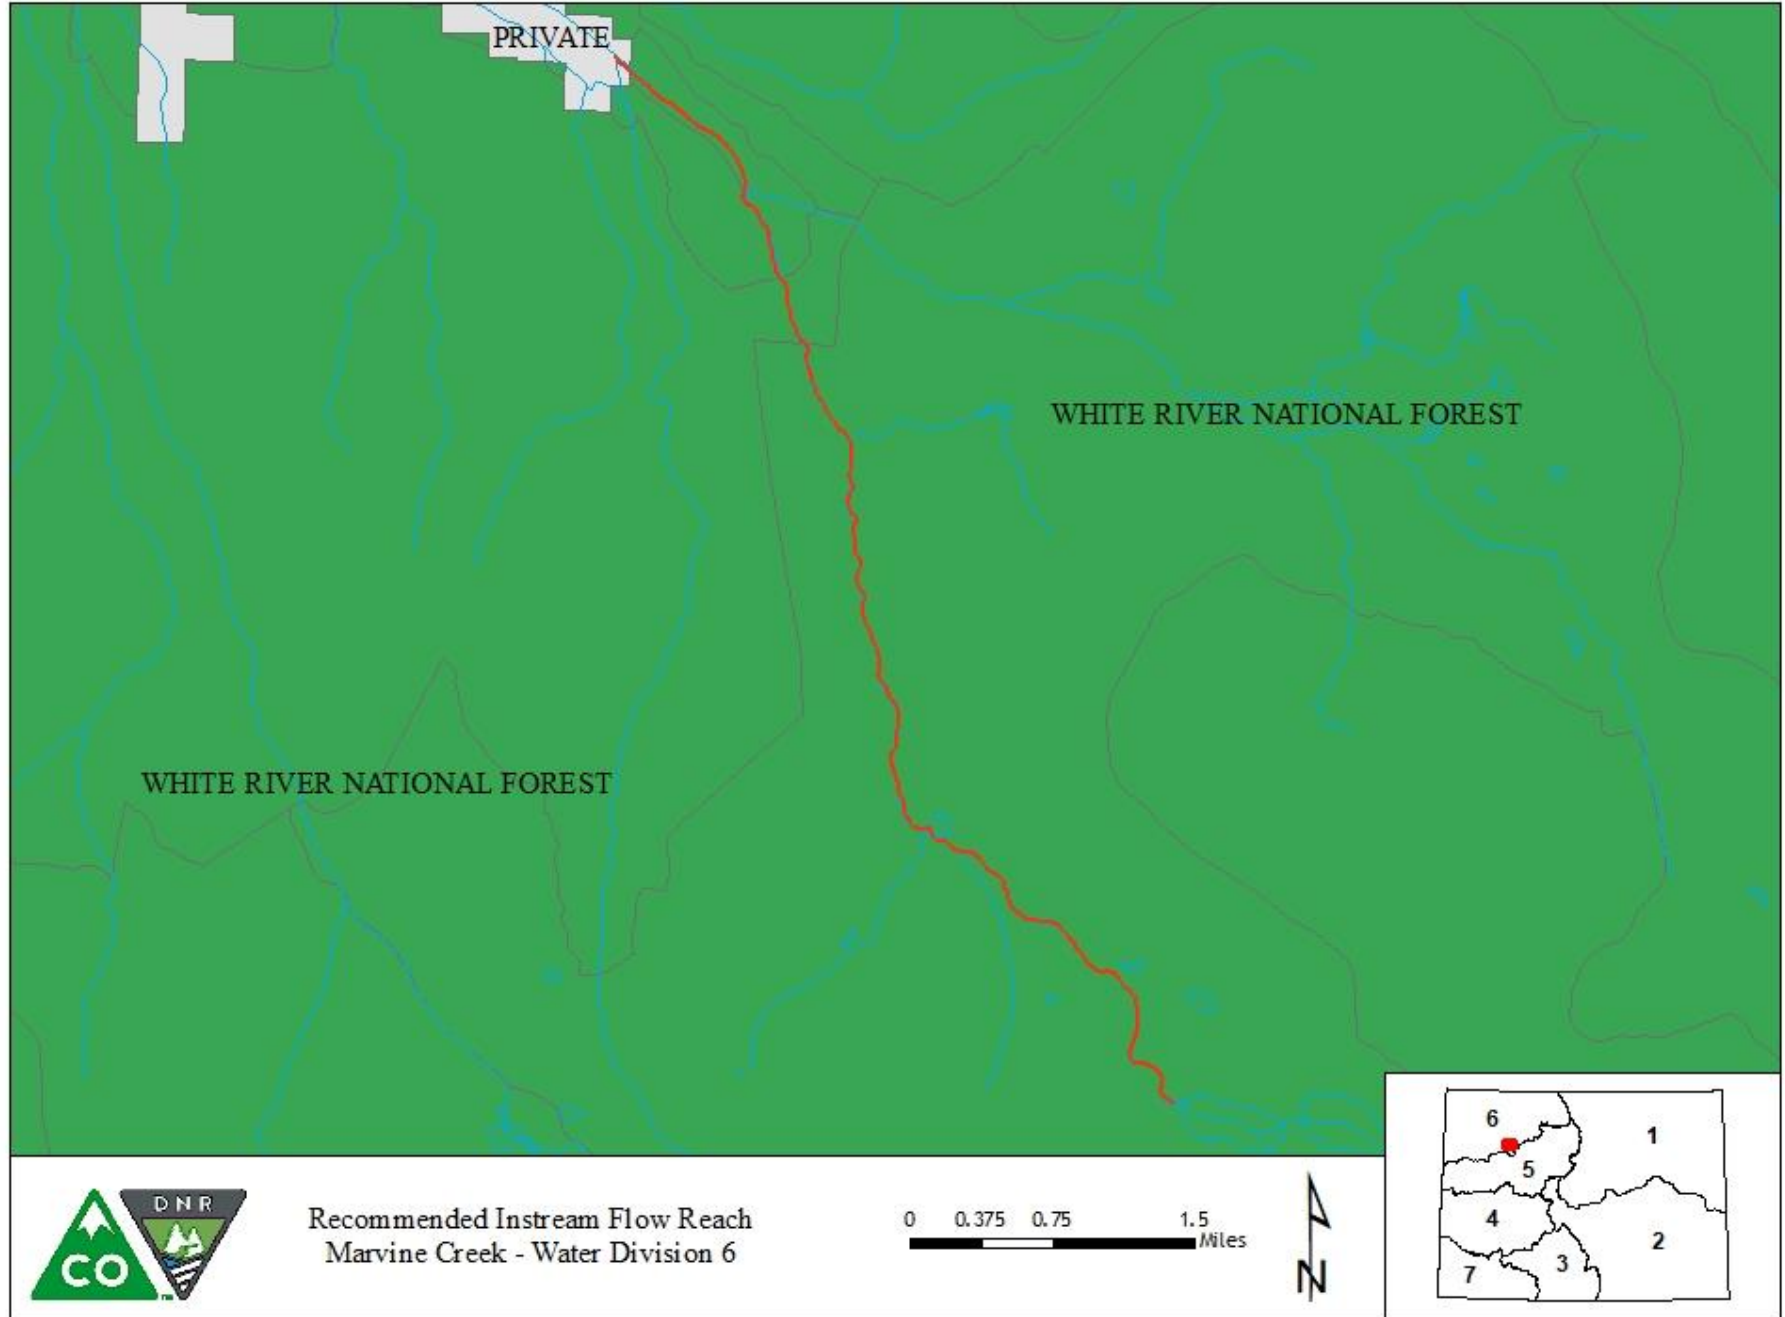 PRIVATE
WHITE RIVER NATIONAL FOREST
WHITE RIVER NATIONAL FOREST
CO
DNR
Recommended Instream Flow Reach
Marvine Creek - Water Division 6
0 0.375 0.75 1.5
Miles
N
6
1
5
4
2
3
7